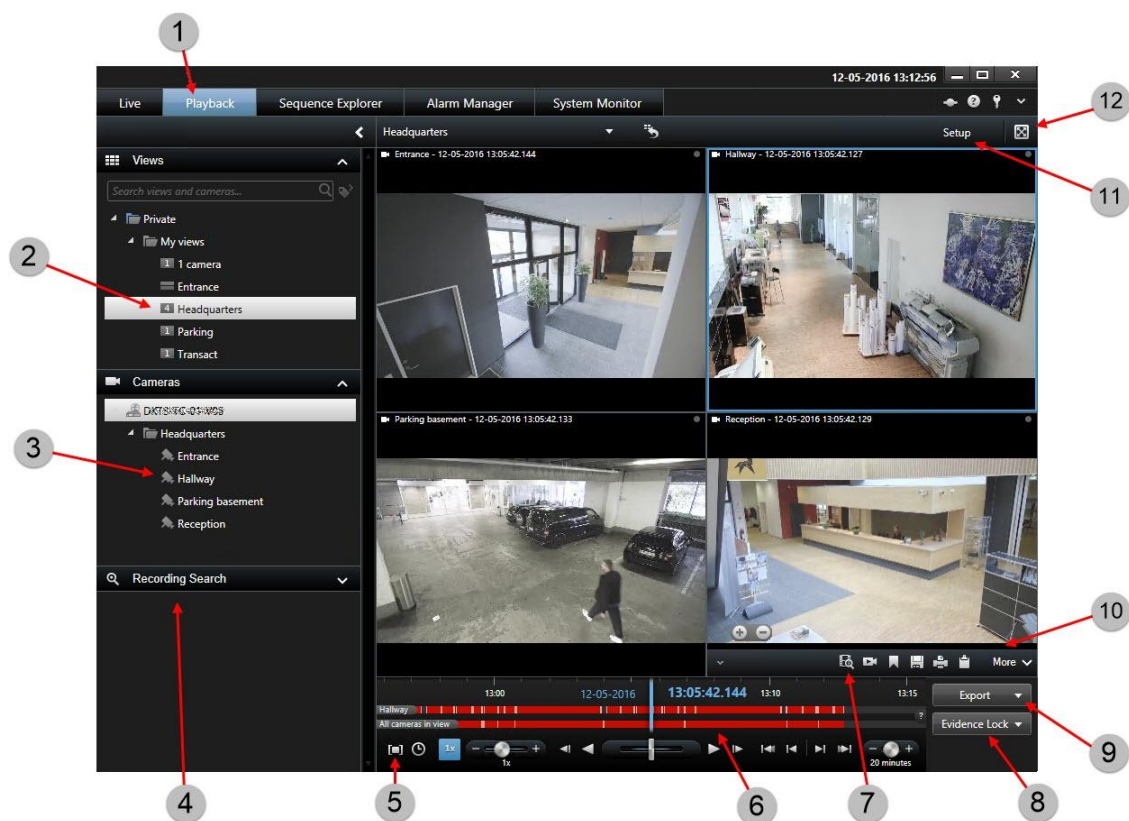 1
12-05-2016 13:12:56
Live Playback Sequence Explorer Alarm Manager System Monitor
12
Headquarters Setup
Views
Entrance - 12-05-2016 13:05:42.144 Hallway - 12-05-2016 13:05:42.127
11
Search views and cameras...
Private
My views
2
1 1 camera
Entrance
4 Headquarters
1 Parking
1 Transact
Cameras
Parking basement - 12-05-2016 13:05:42.133 Reception - 12-05-2016 13:05:42.129
Headquarters
3
Entrance
Hallway
Parking basement
Reception
Recording Search
10
More
13:00 12-05-2016 13:05:42.144 13:10 13:15
Export
Hallway
All cameras in view
?
Evidence Lock
1x
1x
20 minutes
9
4
5
6
7
8